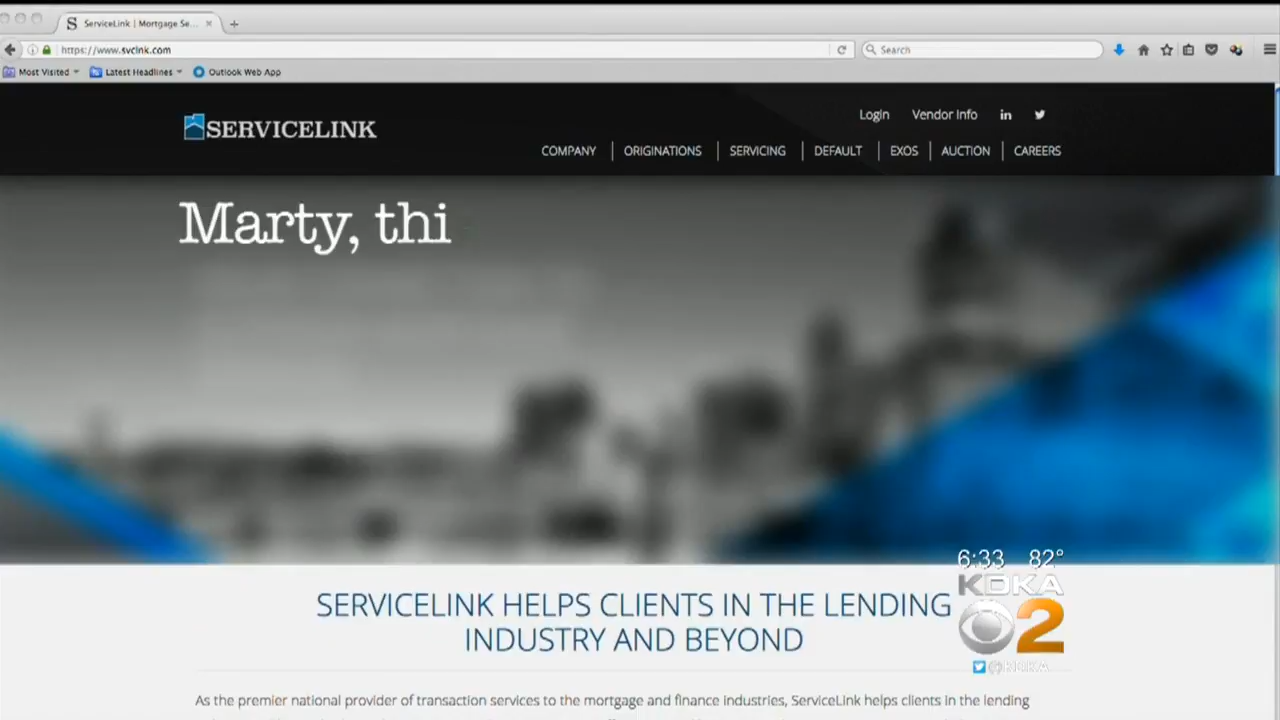 S ServiceLink | Mortgage Se...
https://www.svclnk.com
Search
Most Visited
Latest Headlines
Outlook Web App
Login
Vendor Info
in
SERVICELINK
COMPANY
ORIGINATIONS
SERVICING
DEFAULT
EXOS
AUCTION
CAREERS
Marty, thi
6:33 82°
KDKA
2
@KDKA
SERVICELINK HELPS CLIENTS IN THE LENDING
INDUSTRY AND BEYOND
As the premier national provider of transaction services to the mortgage and finance industries, ServiceLink helps clients in the lending